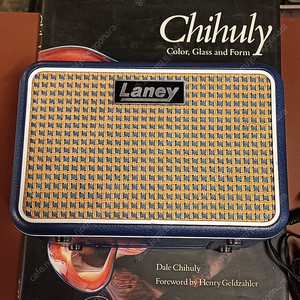 Chihuly
Color, Glass and Form
Laney
Dale Chihuly
Foreword by Henry Geldzahler